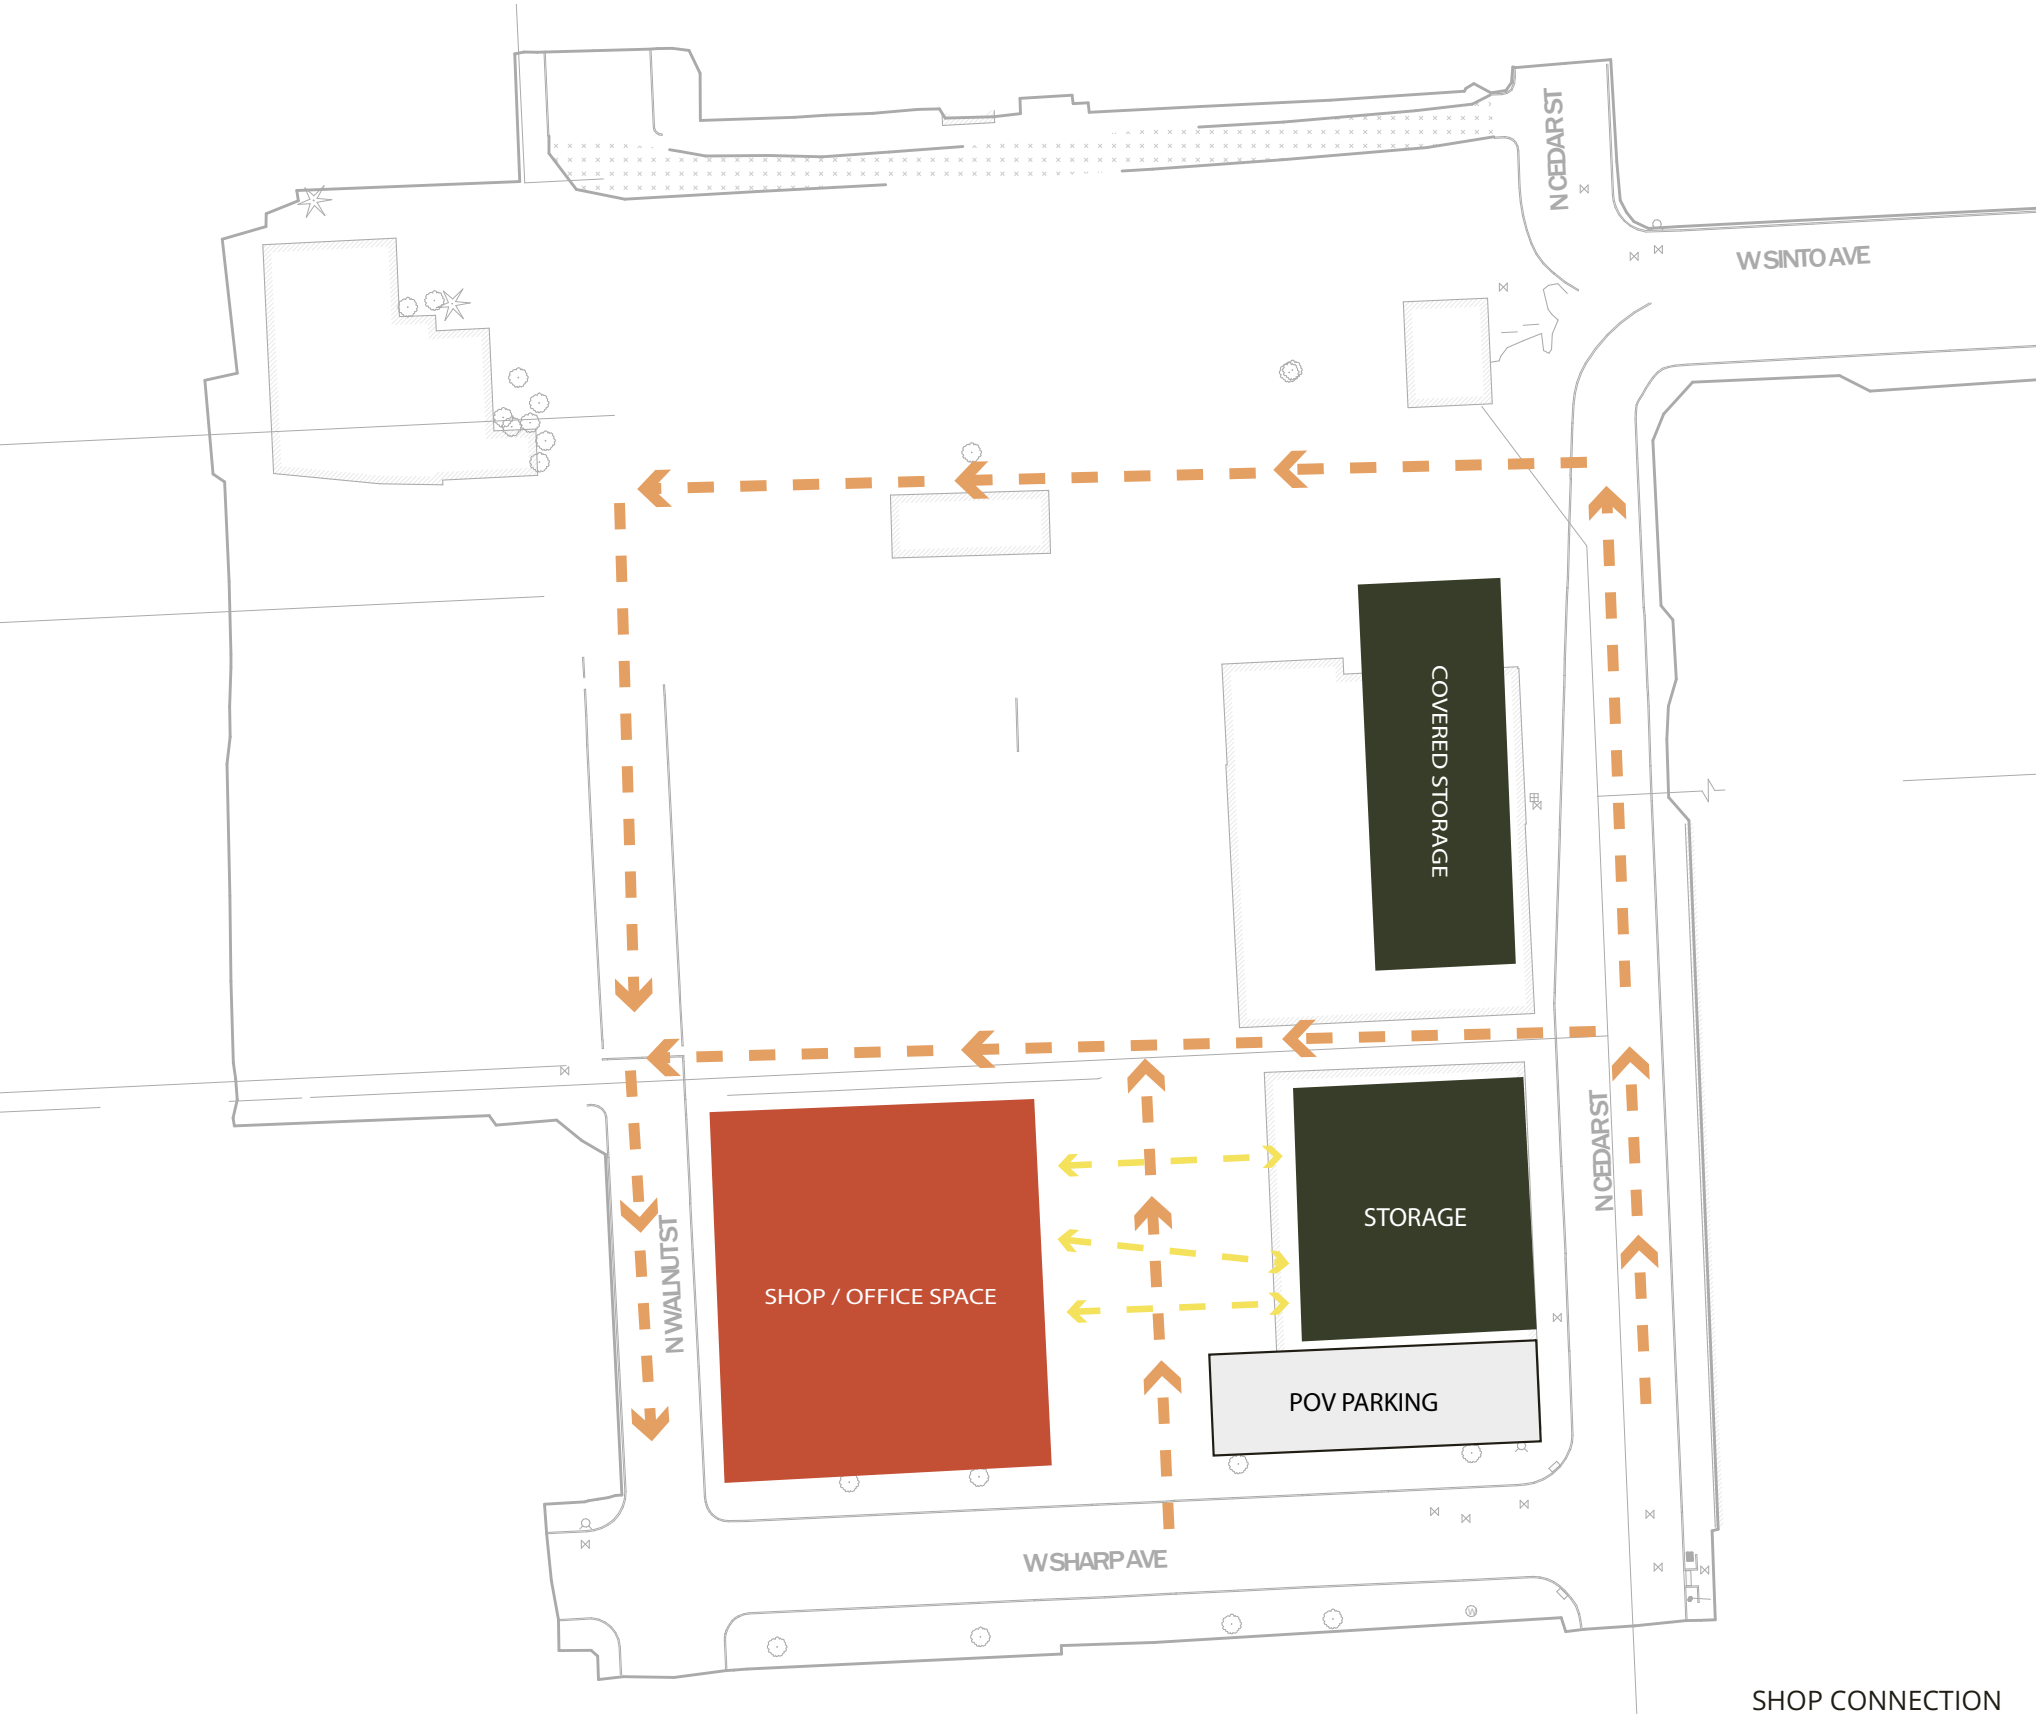 N CEDAR ST
W SINTO AVE
COVERED STORAGE
N CEDAR ST
STORAGE
N WALNUT ST
SHOP / OFFICE SPACE
POV PARKING
W SHARP AVE
W
SHOP CONNECTION